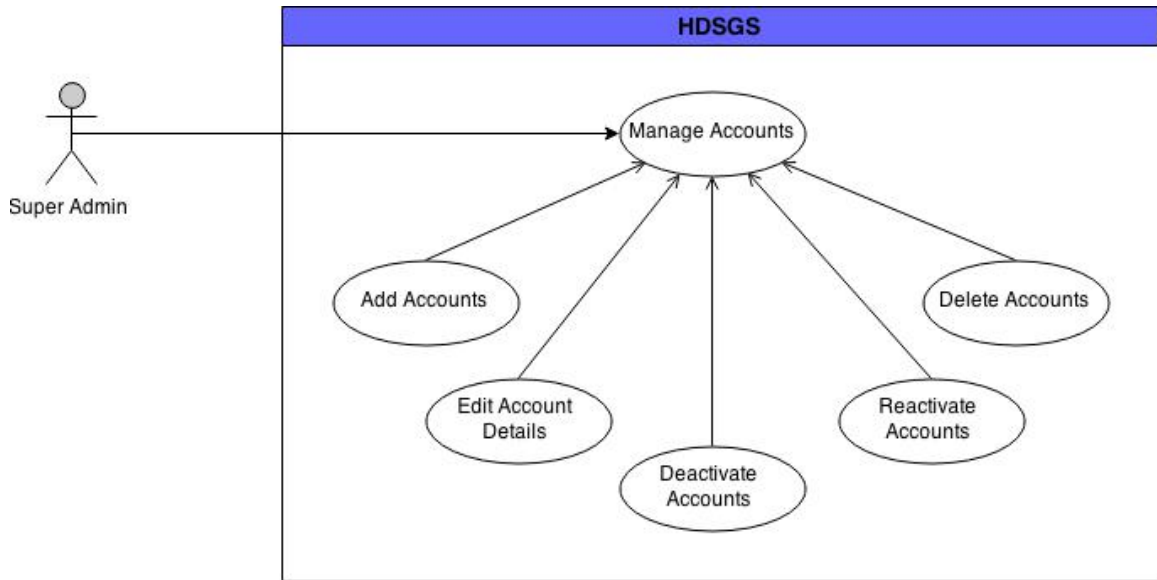 HDSGS
Manage Accounts
Super Admin
Add Accounts
Delete Accounts
Edit Account
Details
Reactivate
Accounts
Deactivate
Accounts